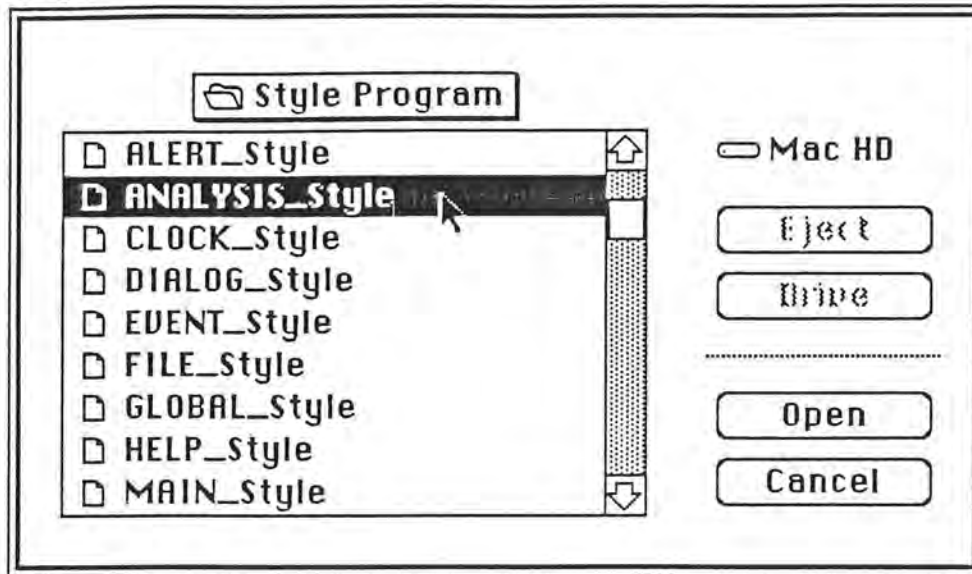 Style Program
ALERT_Style
ANALYSIS_Style
CLOCK_Style
DIALOG_Style
EVENT_Style
FILE_Style
GLOBAL_Style
HELP_Style
MAIN_Style
Mac HD
Eject
Drive
Open
Cancel